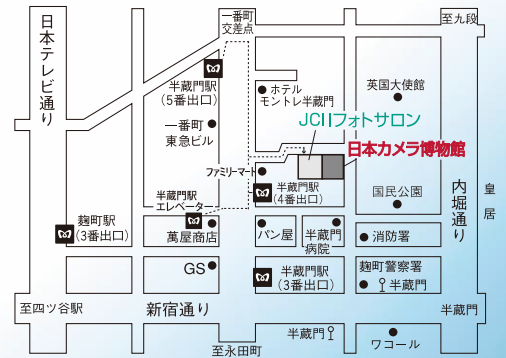 一番町
交差点
至九段
日本テレビ通り
半蔵門駅
(5番出口)
ホテル
モントレ半蔵門
英国大使館
一番町
東急ビル
JCIIフォトサロン
日本カメラ博物館
ファミリーマート
半蔵門駅
(4番出口)
国民公園
内堀通り
皇居
半蔵門駅
エレベーター
麴町駅
(3番出口)
萬屋商店
パン屋
半蔵門
病院
消防署
GS
半蔵門駅
(3番出口)
麹町警察署
半蔵門
至四ツ谷駅
新宿通り
半蔵門
至永田町
半蔵門
ワコール